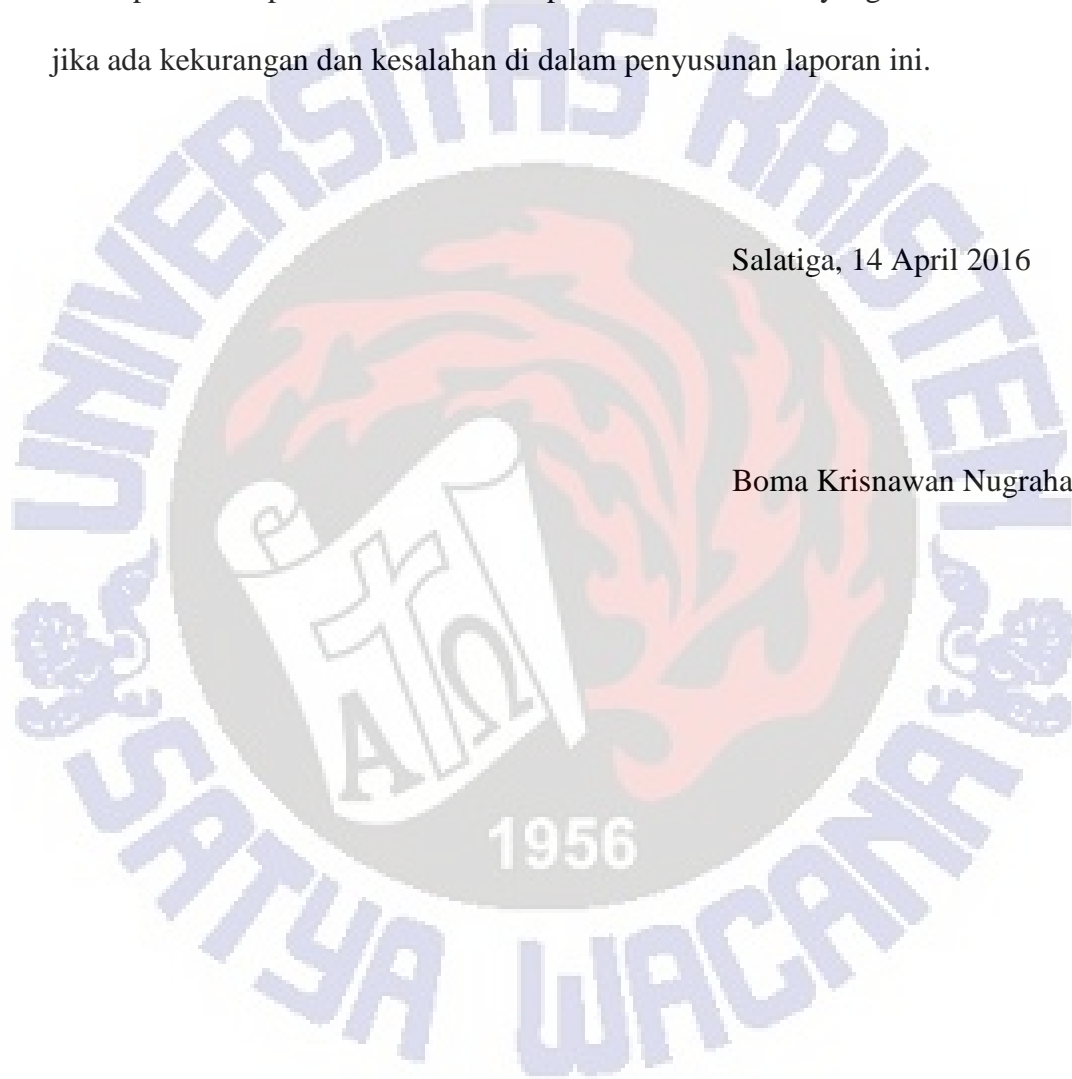 jika ada kekurangan dan kesalahan di dalam penyusunan laporan ini.
Salatiga, 14 April 2016
Boma Krisnawan Nugraha
UNIVERSITAS KRISTEN
SATYA WACANA
Α Ω
1956